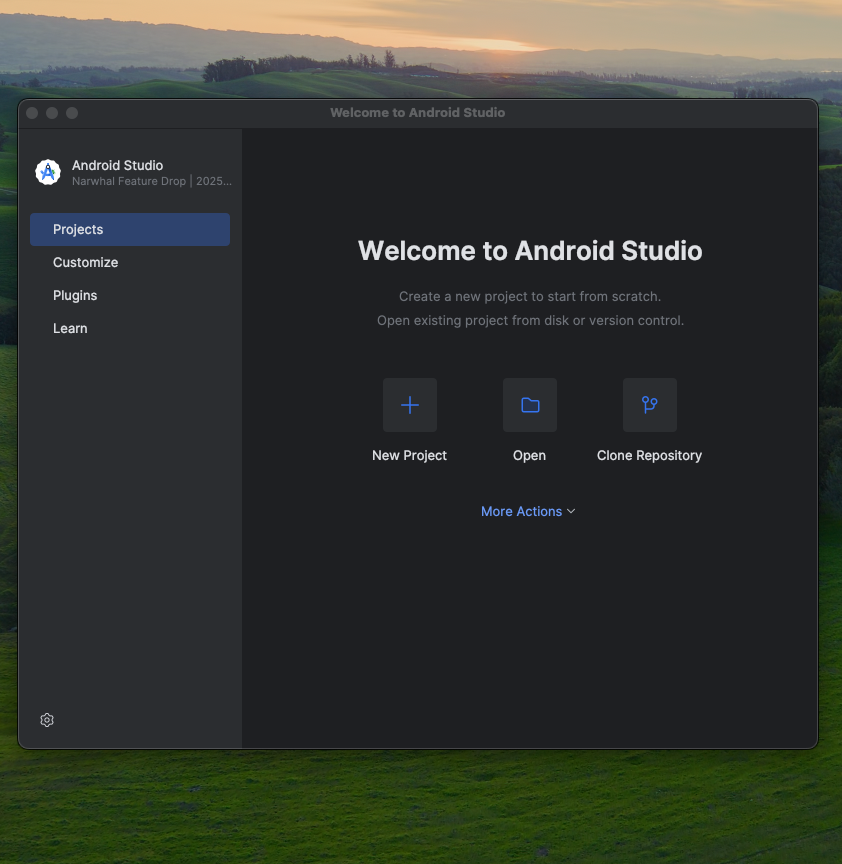 Welcome to Android Studio
Android Studio
Narwhal Feature Drop | 2025...
Projects
Customize
Plugins
Learn
Welcome to Android Studio
Create a new project to start from scratch.
Open existing project from disk or version control.
New Project
Open
Clone Repository
More Actions